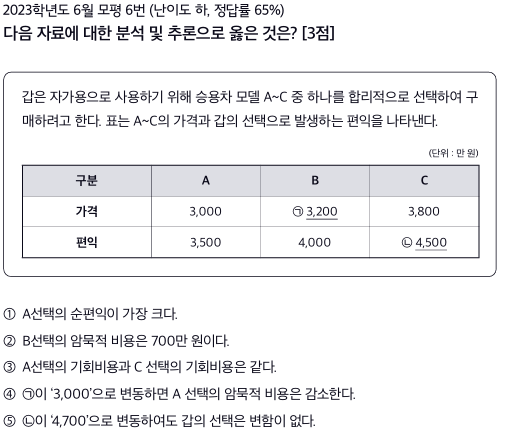 2023학년도 6월 모평 6번 (난이도 하, 정답률 65%)
다음 자료에 대한 분석 및 추론으로 옳은 것은? [3점]
갑은 자가용으로 사용하기 위해 승용차 모델 A~C 중 하나를 합리적으로 선택하여 구
매하려고 한다. 표는 A~C의 가격과 갑의 선택으로 발생하는 편익을 나타낸다.
(단위 : 만 원)
구분 A B C
가격 3,000 ㉠ 3,200 3,800
편익 3,500 4,000 ㉡ 4,500
① A선택의 순편익이 가장 크다.
② B선택의 암묵적 비용은 700만 원이다.
③ A선택의 기회비용과 C 선택의 기회비용은 같다.
④ ㉠이 ‘3,000’으로 변동하면 A 선택의 암묵적 비용은 감소한다.
⑤ ㉡이 ‘4,700’으로 변동하여도 갑의 선택은 변함이 없다.